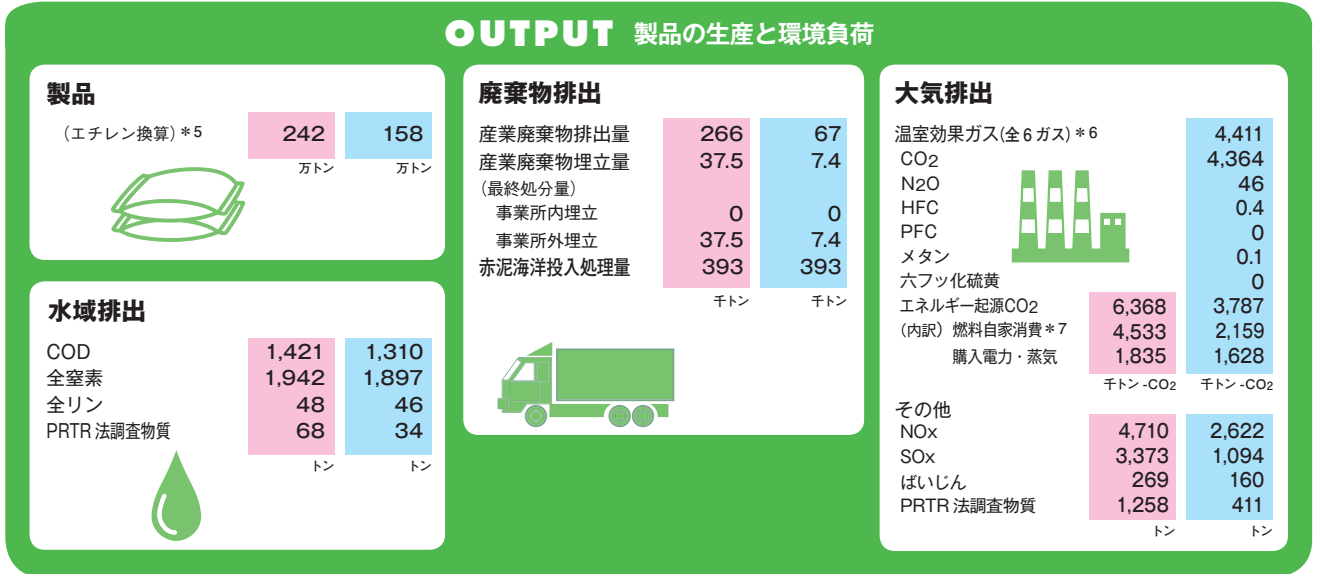 OUTPUT 製品の生産と環境負荷
製品
（エチレン換算）＊5 242 158
万トン 万トン
水域排出
COD 1,421 1,310
全窒素 1,942 1,897
全リン 48 46
PRTR 法調査物質 68 34
トン トン
廃棄物排出
産業廃棄物排出量 266 67
産業廃棄物埋立量 37.5 7.4
（最終処分量）
事業所内埋立 0 0
事業所外埋立 37.5 7.4
赤泥海洋投入処理量 393 393
千トン 千トン
大気排出
温室効果ガス(全6ガス)＊6 4,411
CO2 4,364
N2O 46
HFC 0.4
PFC 0
メタン 0.1
六フッ化硫黄 0
エネルギー起源CO2 6,368 3,787
（内訳）燃料自家消費＊7 4,533 2,159
購入電力・蒸気 1,835 1,628
千トン-CO2 千トン-CO2
その他
NOx 4,710 2,622
SOx 3,373 1,094
ばいじん 269 160
PRTR 法調査物質 1,258 411
トン トン